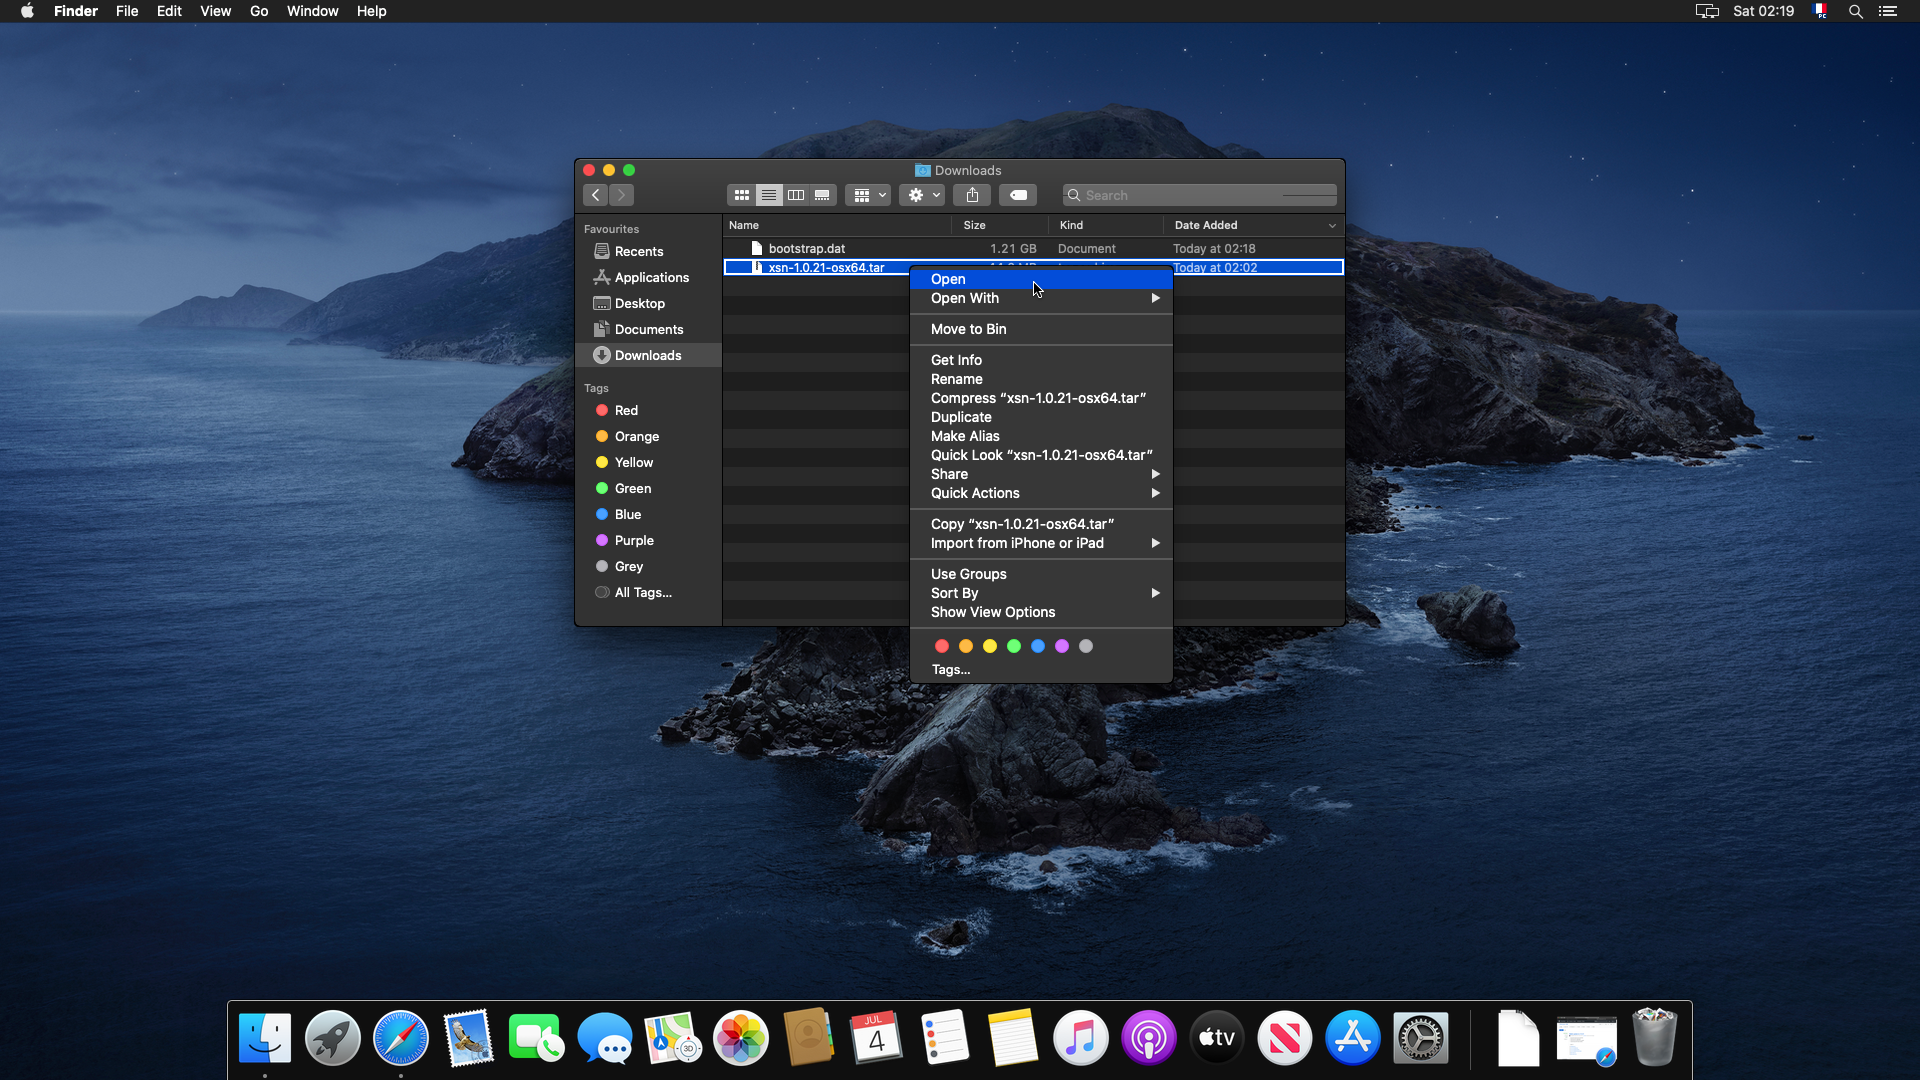 Finder File Edit View Go Window Help
Sat 02:19
PC
Downloads
Search
Favourites
Recents
Applications
Desktop
Documents
Downloads
Tags
Red
Orange
Yellow
Green
Blue
Purple
Grey
All Tags...
Name Size Kind Date Added
bootstrap.dat 1.21 GB Document Today at 02:18
xsn-1.0.21-osx64.tar Today at 02:02
Open
Open With
Move to Bin
Get Info
Rename
Compress “xsn-1.0.21-osx64.tar”
Duplicate
Make Alias
Quick Look “xsn-1.0.21-osx64.tar”
Share
Quick Actions
Copy “xsn-1.0.21-osx64.tar”
Import from iPhone or iPad
Use Groups
Sort By
Show View Options
Tags...
JUL
4
3D
tv